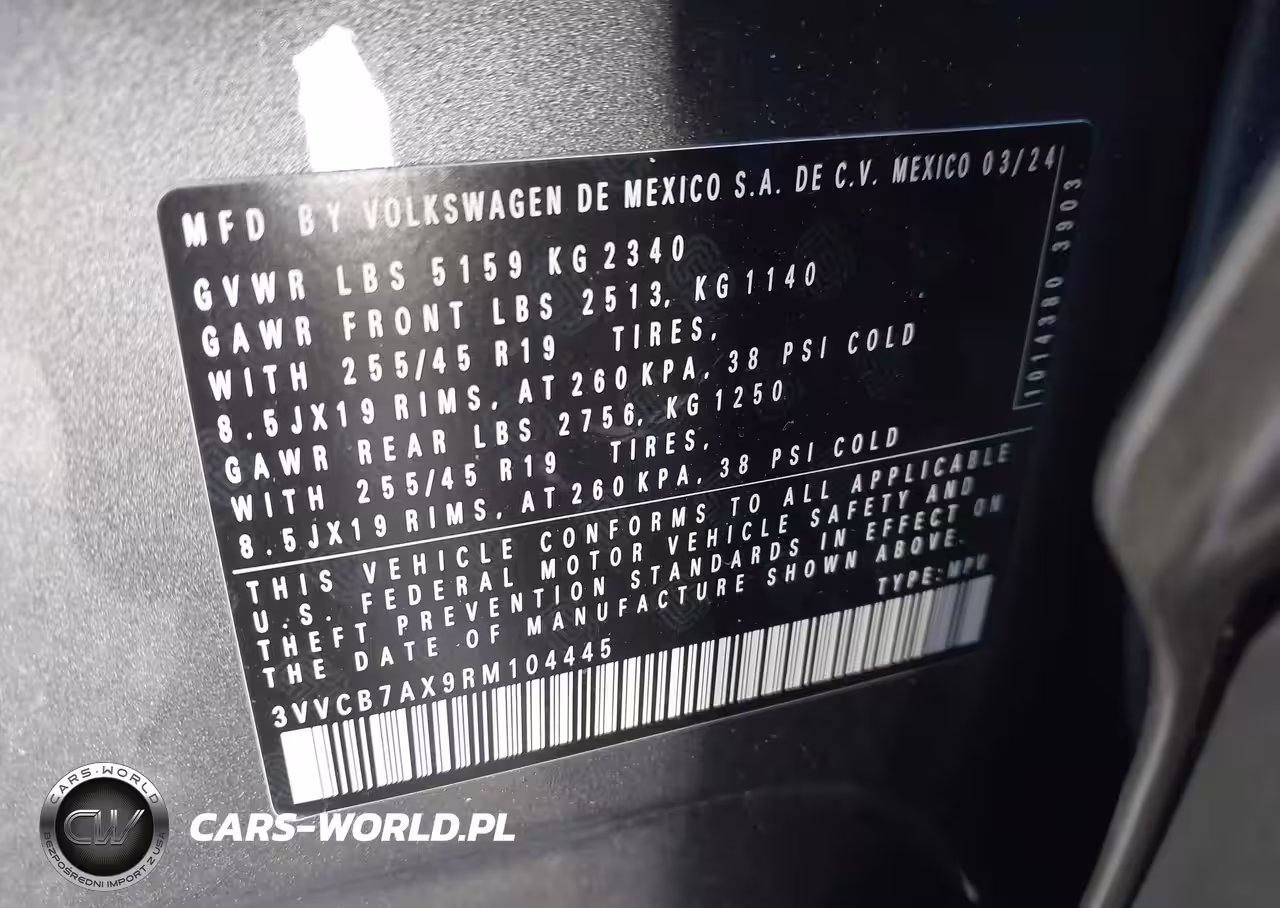 MFD BY VOLKSWAGEN DE MEXICO S.A. DE C.V. MEXICO 03/24
GVWR LBS 5159 KG 2340
GAWR FRONT LBS 2513, KG 1140
WITH 255/45 R19 TIRES,
8.5JX19 RIMS, AT 260 KPA, 38 PSI COLD
GAWR REAR LBS 2756, KG 1250
WITH 255/45 R19 TIRES,
8.5JX19 RIMS, AT 260 KPA, 38 PSI COLD
1014380 3903
THIS VEHICLE CONFORMS TO ALL APPLICABLE
U.S. FEDERAL MOTOR VEHICLE SAFETY AND
THEFT PREVENTION STANDARDS IN EFFECT ON
THE DATE OF MANUFACTURE SHOWN ABOVE.
3VVCB7AX9RM104445 TYPE:MPV
CARS-WORLD
CW
BEZPOŚREDNI IMPORT Z USA
CARS-WORLD.PL